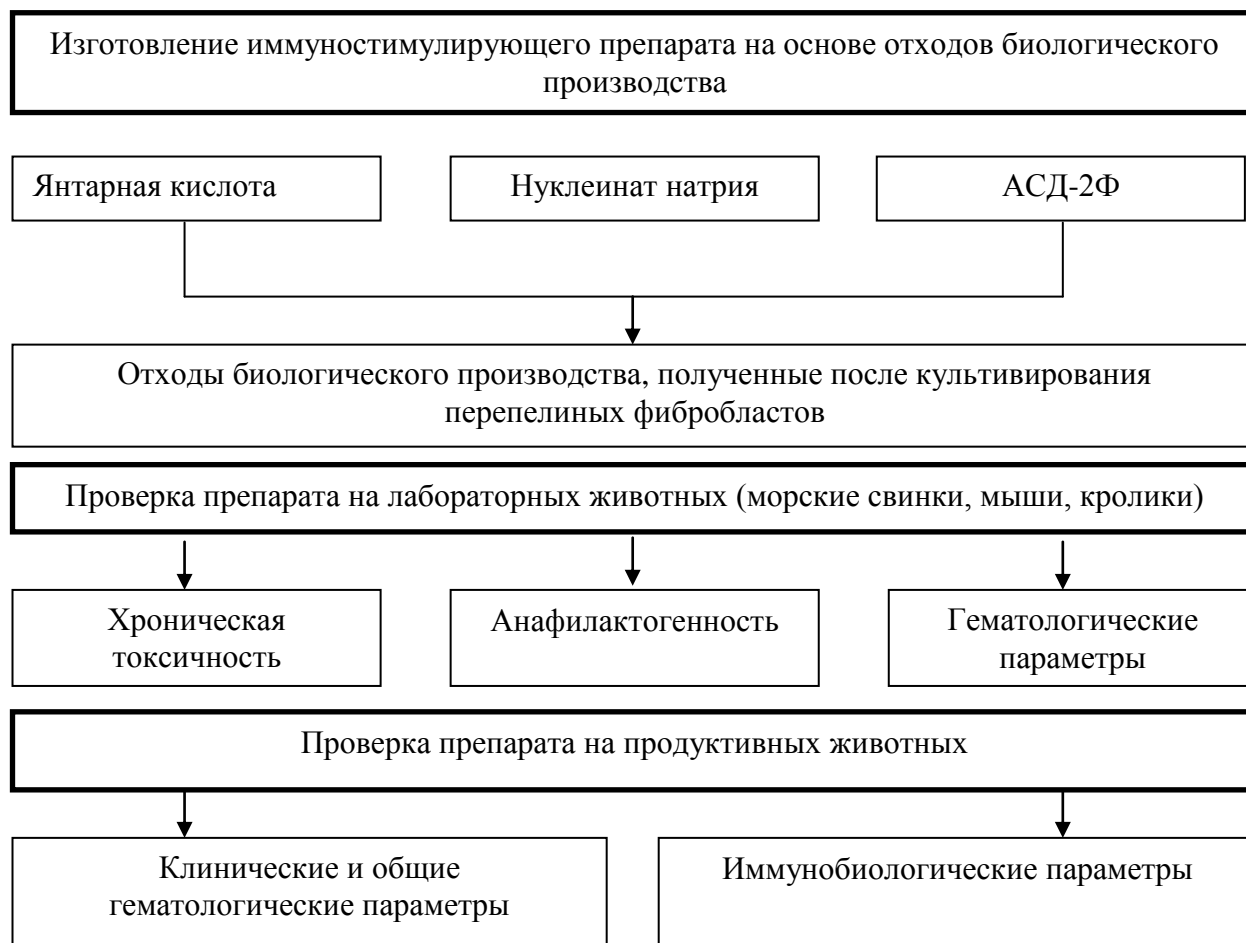 Изготовление иммуностимулирующего препарата на основе отходов биологического
производства
Янтарная кислота
Нуклеинат натрия
АСД-2Ф
Отходы биологического производства, полученные после культивирования
перепелиных фибробластов
Проверка препарата на лабораторных животных (морские свинки, мыши, кролики)
Хроническая
токсичность
Анафилактогенность
Гематологические
параметры
Проверка препарата на продуктивных животных
Клинические и общие
гематологические параметры
Иммунобиологические параметры